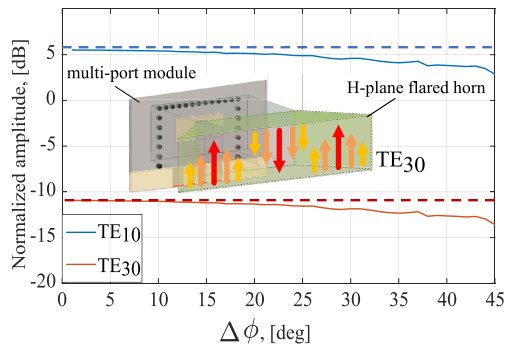 Normalized amplitude, [dB]
10
5
0
-5
-10
-15
-20
multi-port module
H-plane flared horn
TE30
TE10
TE30
0
5
10
15
20
25
30
35
40
45
Δϕ, [deg]